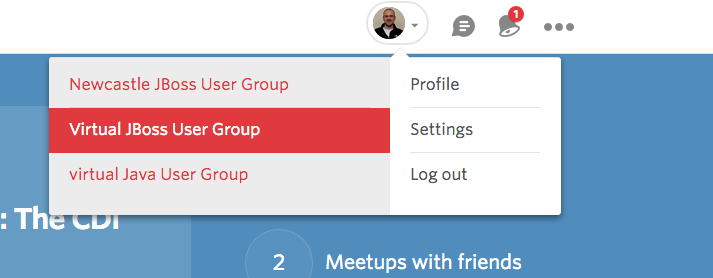 1
Newcastle JBoss User Group
Virtual JBoss User Group
virtual Java User Group
Profile
Settings
Log out
: The CDI
2 Meetups with friends